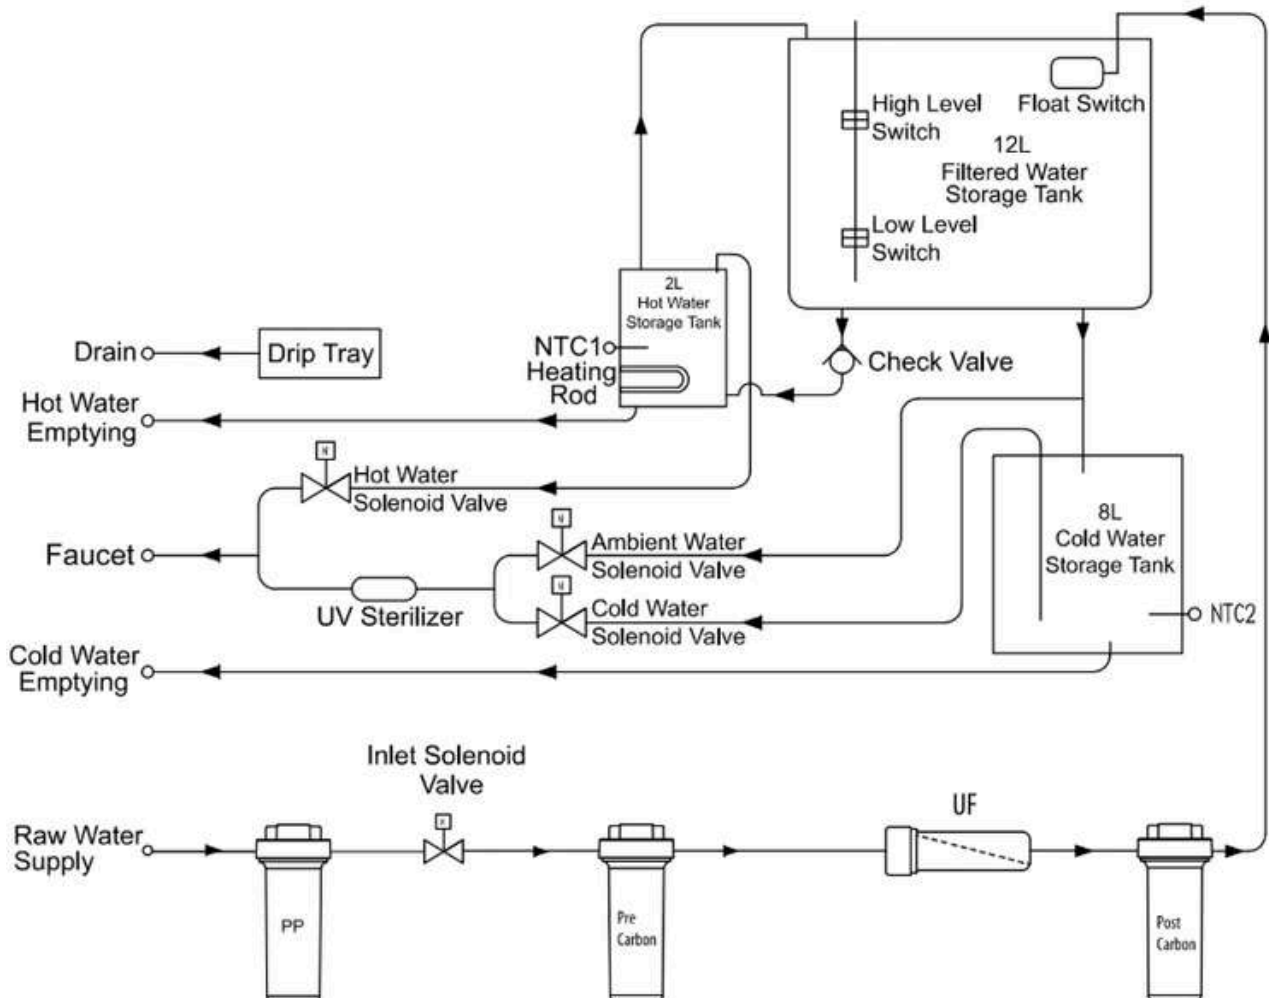 High Level
Switch
Float Switch
12L
Filtered Water
Storage Tank
Low Level
Switch
2L
Hot Water
Storage Tank
NTC1
Heating
Rod
Check Valve
Drain
Drip Tray
Hot Water
Emptying
Hot Water
Solenoid Valve
8L
Cold Water
Storage Tank
Faucet
Ambient Water
Solenoid Valve
UV Sterilizer
Cold Water
Solenoid Valve
NTC2
Cold Water
Emptying
Inlet Solenoid
Valve
UF
Raw Water
Supply
PP
Pre
Carbon
Post
Carbon